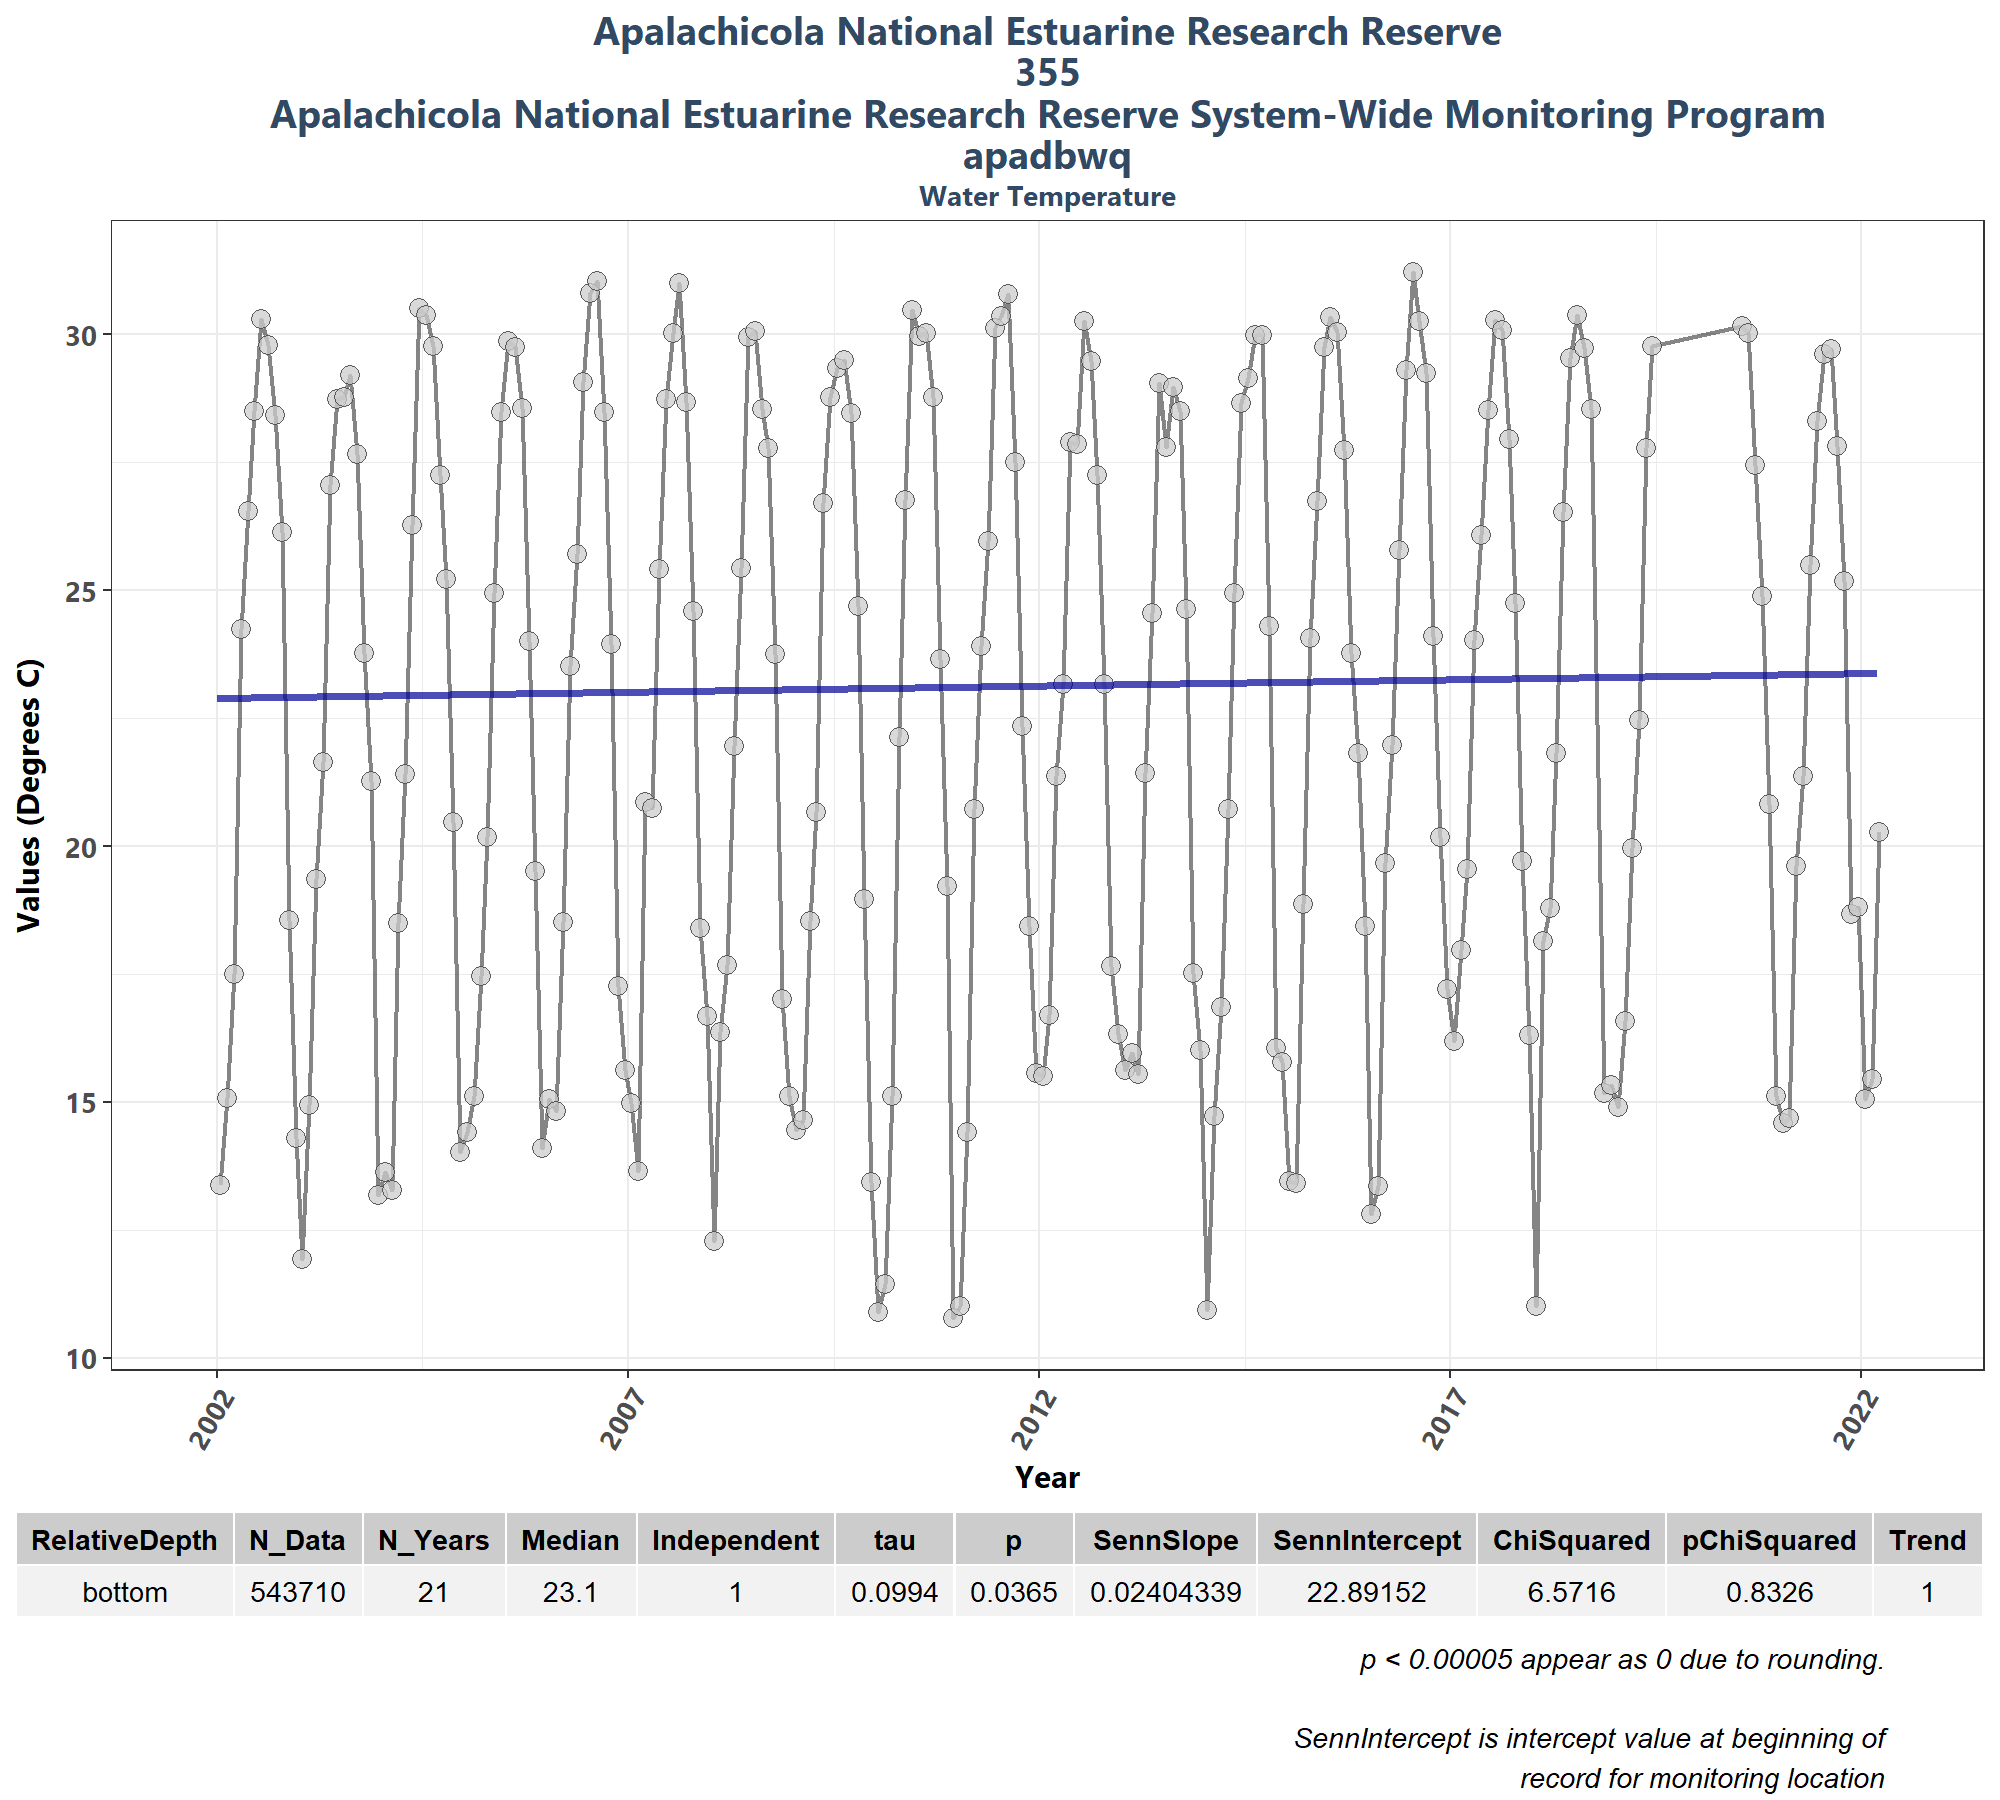 Apalachicola National Estuarine Research Reserve
355
Apalachicola National Estuarine Research Reserve System-Wide Monitoring Program
apadbwq
Water Temperature
Values (Degrees C)
30
25
20
15
10
2002 2007 2012 2017 2022
Year
RelativeDepth N_Data N_Years Median Independent tau p SennSlope SennIntercept ChiSquared pChiSquared Trend
bottom 543710 21 23.1 1 0.0994 0.0365 0.02404339 22.89152 6.5716 0.8326 1
p < 0.00005 appear as 0 due to rounding.
SennIntercept is intercept value at beginning of
record for monitoring location